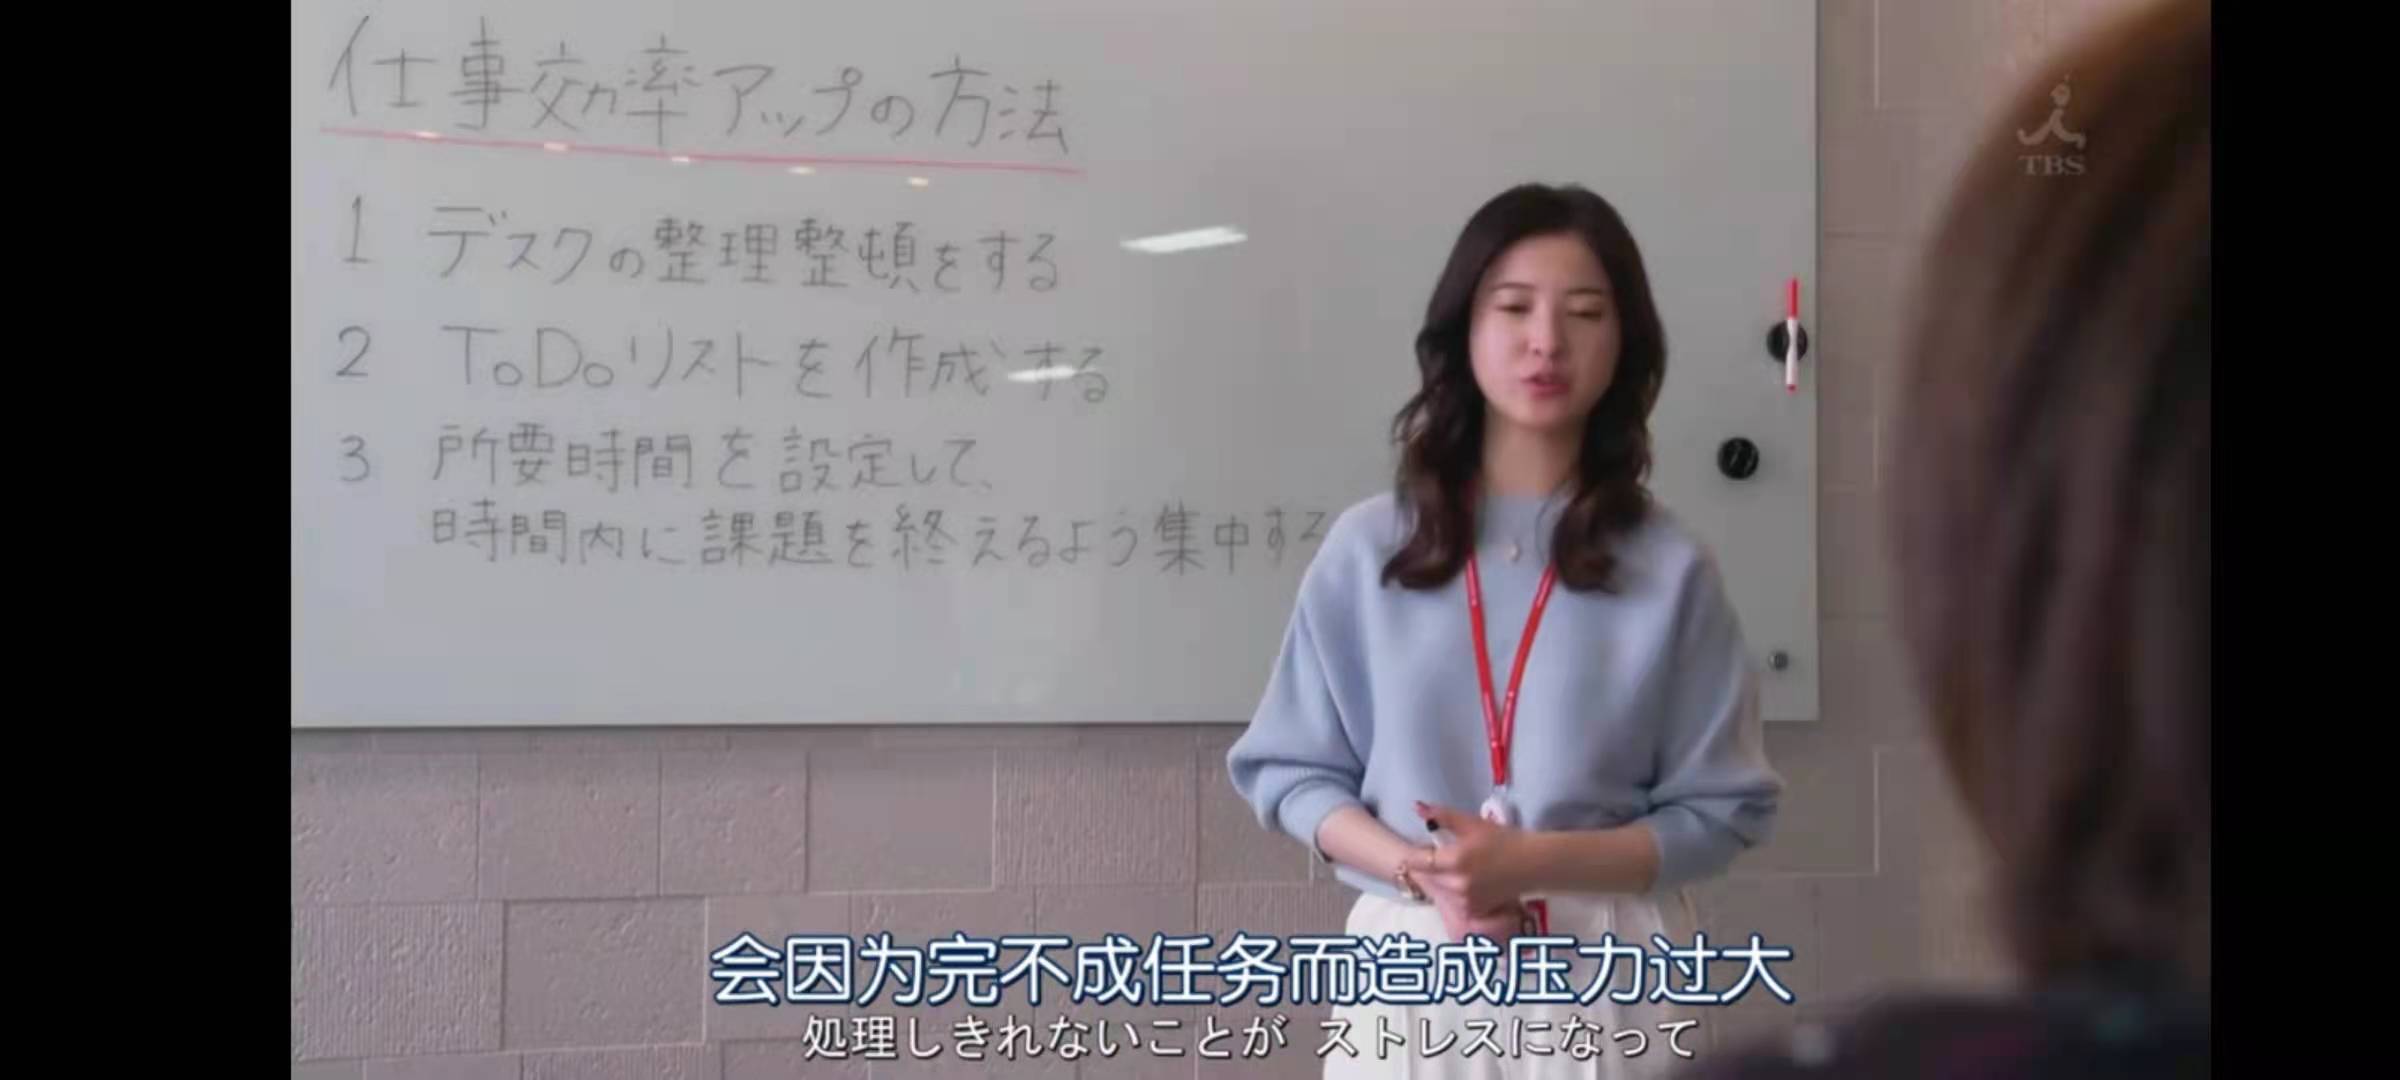 仕事効率アップの方法
1 デスクの整理整頓をする
2 ToDoリストを作成する
3 所要時間を設定して、
時間内に課題を終えるよう集中する
TBS
会因为完不成任务而造成压力过大
処理しきれないことが ストレスになって